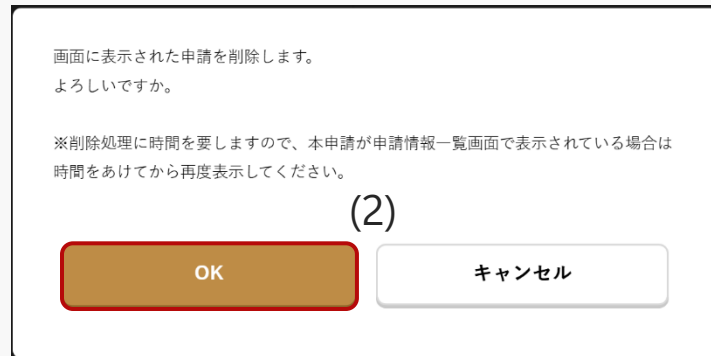 画面に表示された申請を削除します。
よろしいですか。
※削除処理に時間を要しますので、本申請が申請情報一覧画面で表示されている場合は
時間をあけてから再度表示してください。
(2)
OK
キャンセル